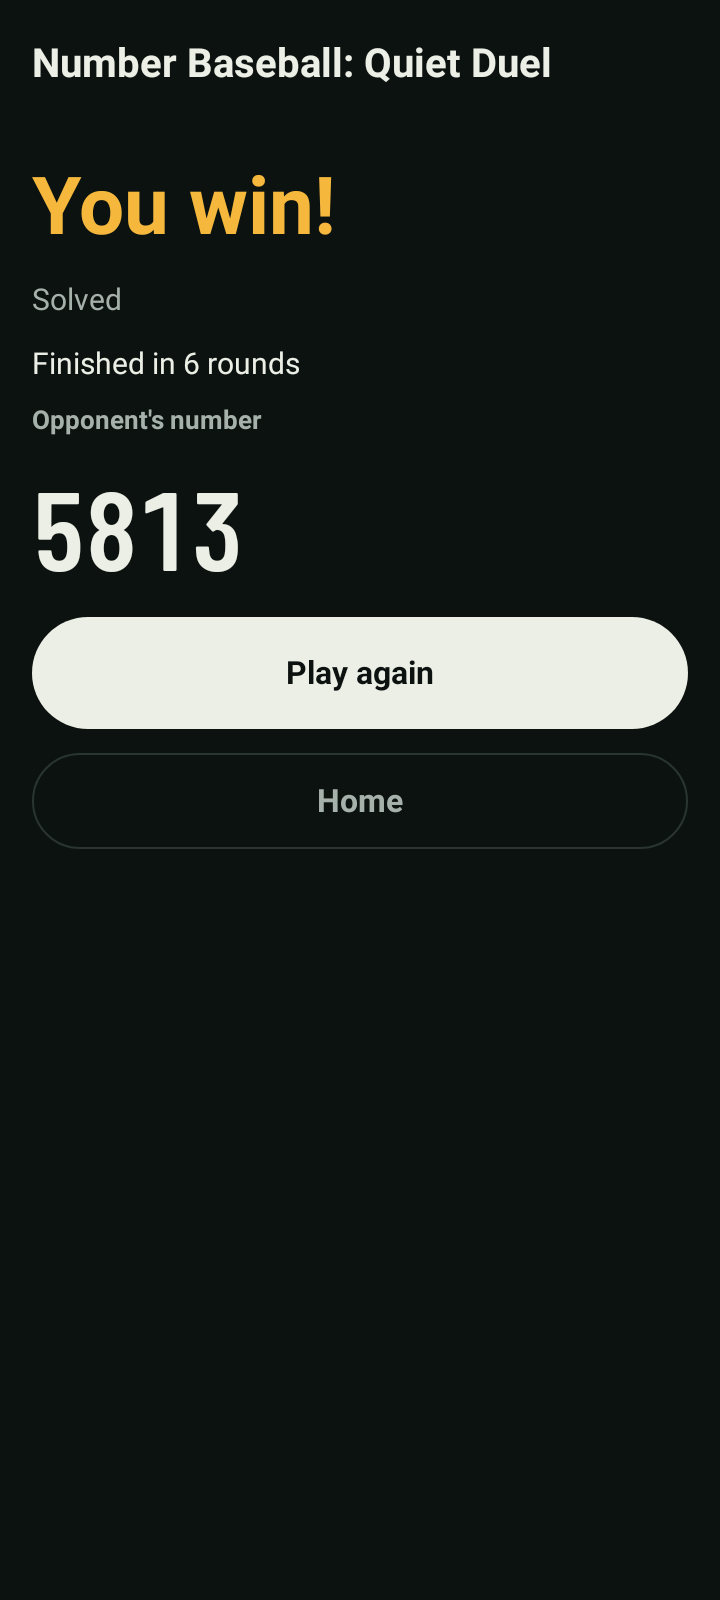 Number Baseball: Quiet Duel
You win!
Solved
Finished in 6 rounds
Opponent's number
5813
Play again
Home